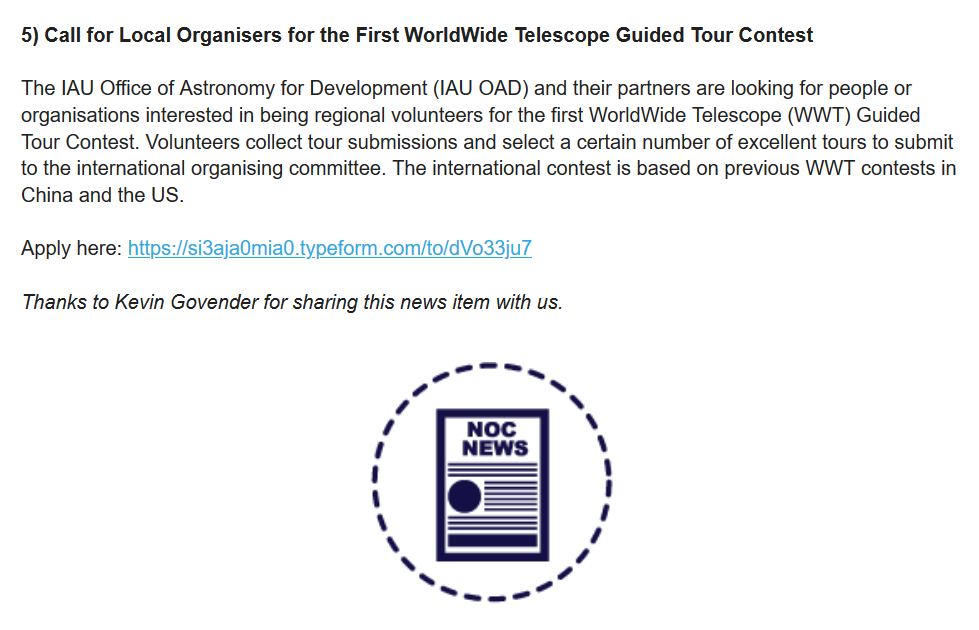 5) Call for Local Organisers for the First WorldWide Telescope Guided Tour Contest
The IAU Office of Astronomy for Development (IAU OAD) and their partners are looking for people or
organisations interested in being regional volunteers for the first WorldWide Telescope (WWT) Guided
Tour Contest. Volunteers collect tour submissions and select a certain number of excellent tours to submit
to the international organising committee. The international contest is based on previous WWT contests in
China and the US.
Apply here: https://si3aja0mia0.typeform.com/to/dVo33ju7
Thanks to Kevin Govender for sharing this news item with us.
NOC
NEWS